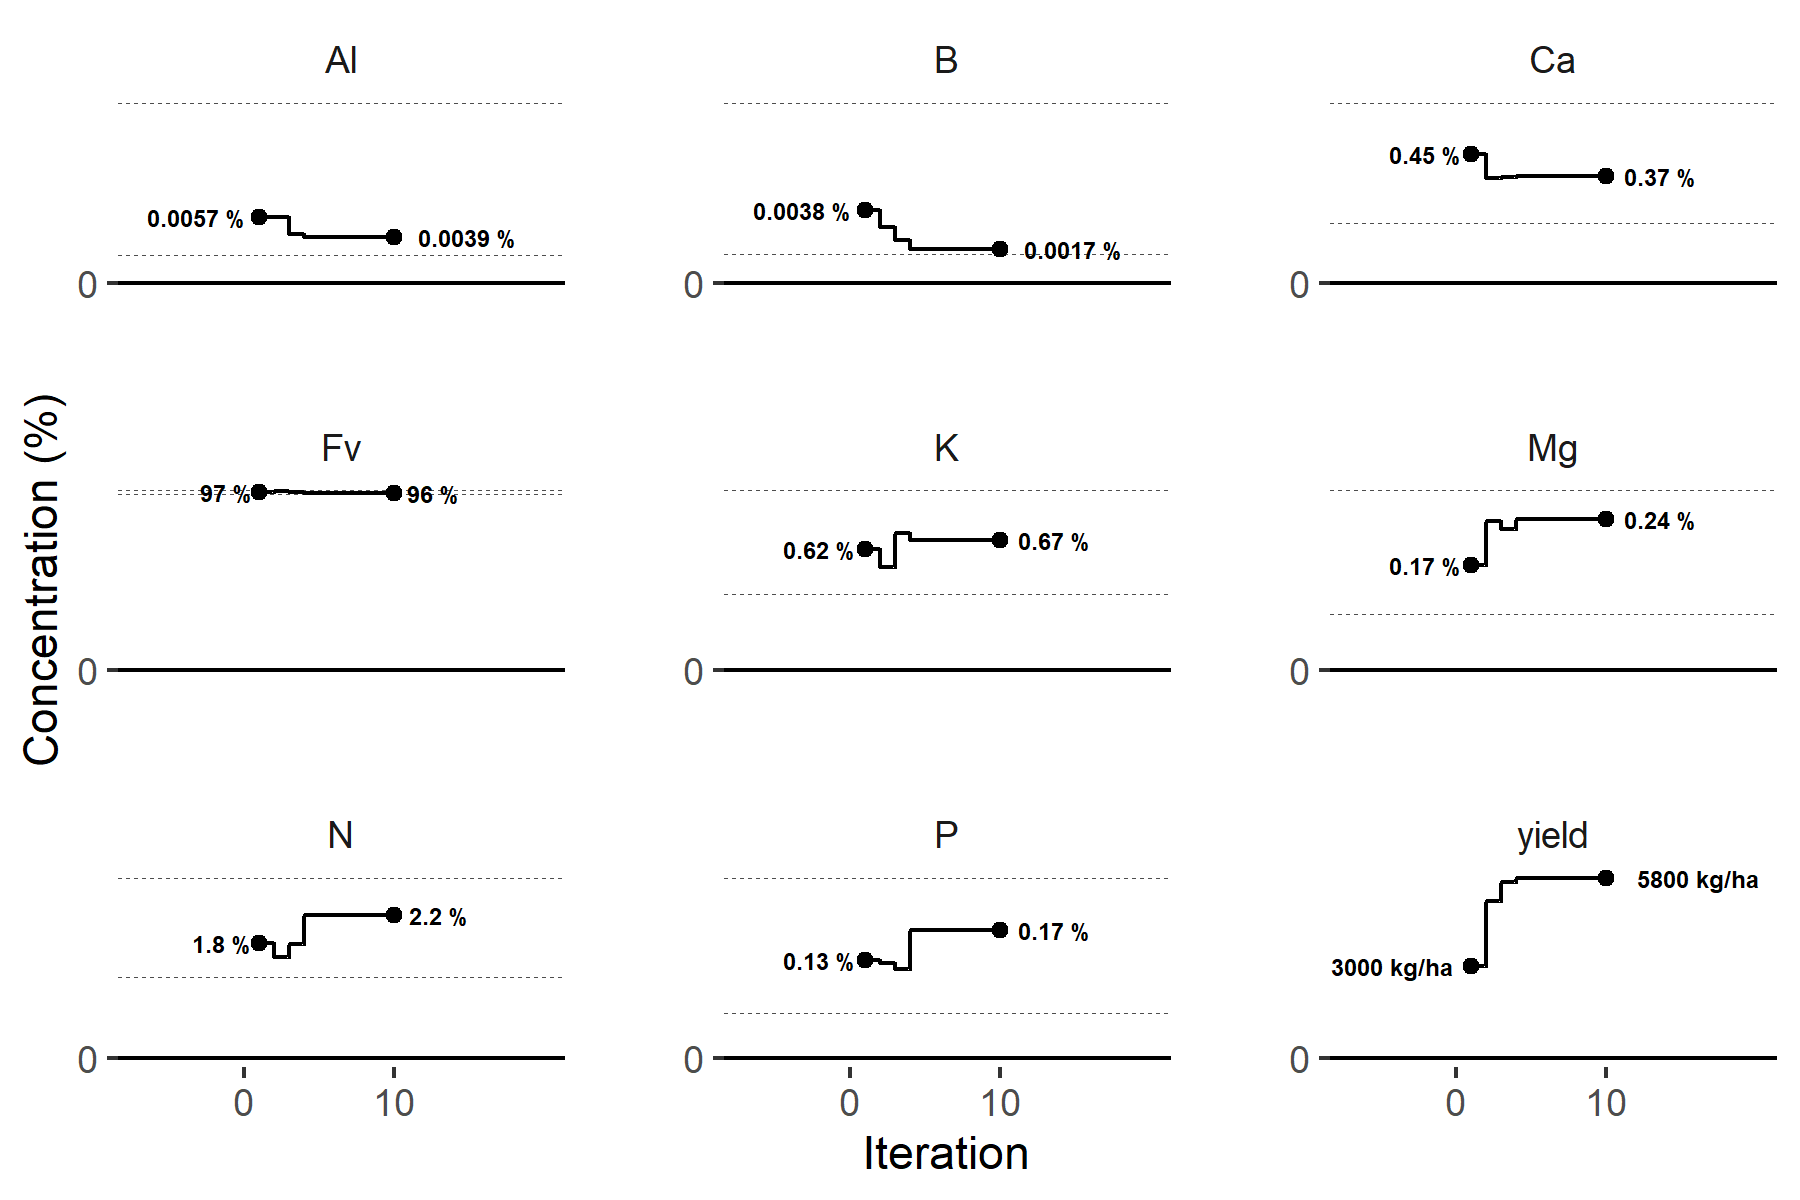 Al
B
Ca
0.0057 %
0.0039 %
0
0.0038 %
0.0017 %
0
0.45 %
0.37 %
0
Fv
K
Mg
97 %
96 %
0
0.62 %
0.67 %
0
0.17 %
0.24 %
0
Concentration (%)
N
P
yield
1.8 %
2.2 %
0
0.13 %
0.17 %
0
3000 kg/ha
5800 kg/ha
0
0 10
0 10
0 10
Iteration